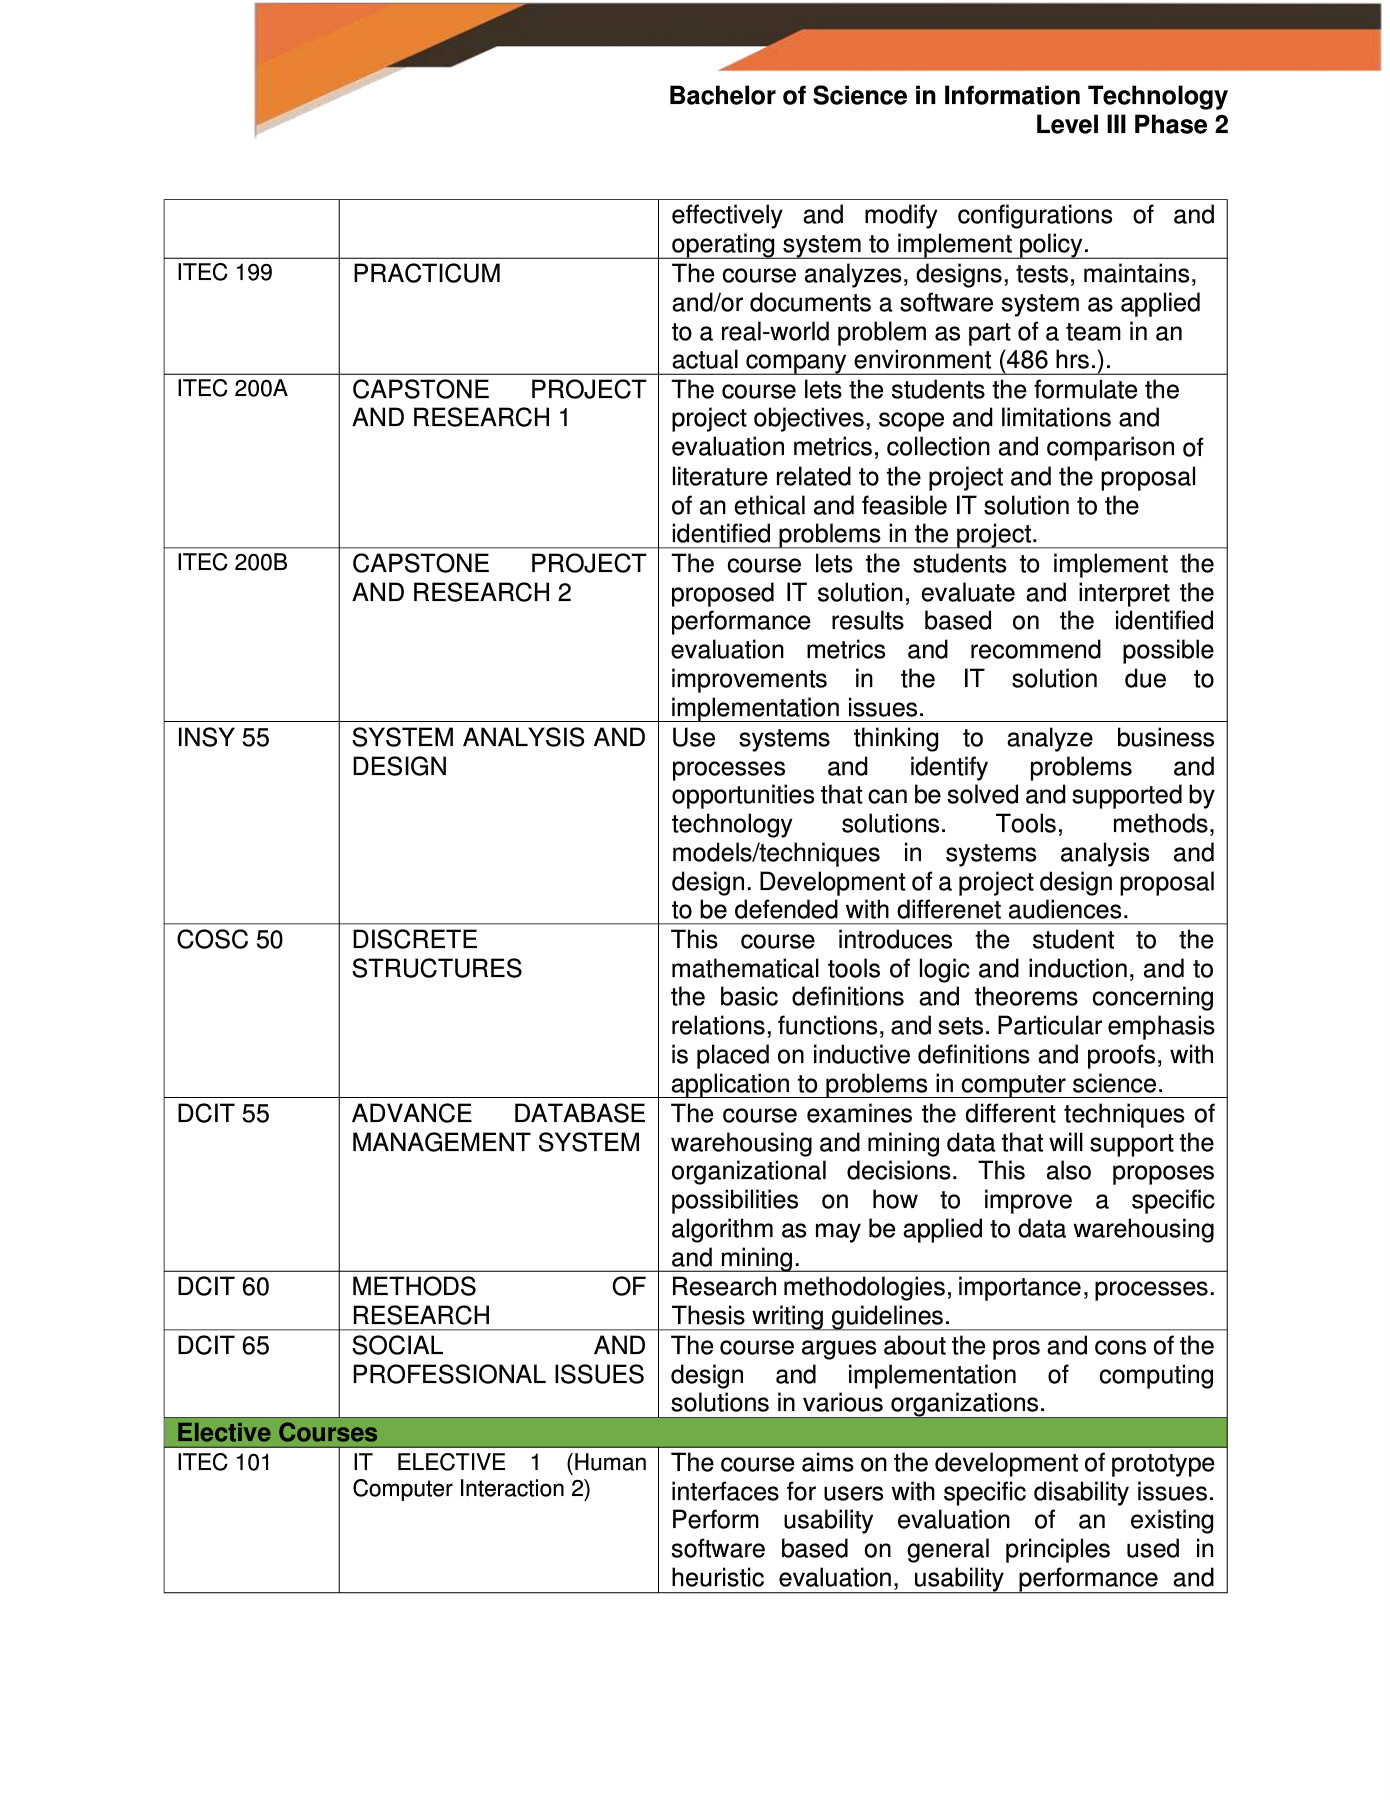 Bachelor of Science in Information Technology
Level III Phase 2
effectively and modify configurations of and
operating system to implement policy.
ITEC 199
PRACTICUM
The course analyzes, designs, tests, maintains,
and/or documents a software system as applied
to a real-world problem as part of a team in an
actual company environment (486 hrs.).
ITEC 200A
CAPSTONE PROJECT
AND RESEARCH 1
The course lets the students the formulate the
project objectives, scope and limitations and
evaluation metrics, collection and comparison of
literature related to the project and the proposal
of an ethical and feasible IT solution to the
identified problems in the project.
ITEC 200B
CAPSTONE PROJECT
AND RESEARCH 2
The course lets the students to implement the
proposed IT solution, evaluate and interpret the
performance results based on the identified
evaluation metrics and recommend possible
improvements in the IT solution due to
implementation issues.
INSY 55
SYSTEM ANALYSIS AND
DESIGN
Use systems thinking to analyze business
processes and identify problems and
opportunities that can be solved and supported by
technology solutions. Tools, methods,
models/techniques in systems analysis and
design. Development of a project design proposal
to be defended with differenet audiences.
COSC 50
DISCRETE
STRUCTURES
This course introduces the student to the
mathematical tools of logic and induction, and to
the basic definitions and theorems concerning
relations, functions, and sets. Particular emphasis
is placed on inductive definitions and proofs, with
application to problems in computer science.
DCIT 55
ADVANCE DATABASE
MANAGEMENT SYSTEM
The course examines the different techniques of
warehousing and mining data that will support the
organizational decisions. This also proposes
possibilities on how to improve a specific
algorithm as may be applied to data warehousing
and mining.
DCIT 60
METHODS OF
RESEARCH
Research methodologies, importance, processes.
Thesis writing guidelines.
DCIT 65
SOCIAL AND
PROFESSIONAL ISSUES
The course argues about the pros and cons of the
design and implementation of computing
solutions in various organizations.
Elective Courses
ITEC 101
IT ELECTIVE 1 (Human
Computer Interaction 2)
The course aims on the development of prototype
interfaces for users with specific disability issues.
Perform usability evaluation of an existing
software based on general principles used in
heuristic evaluation, usability performance and